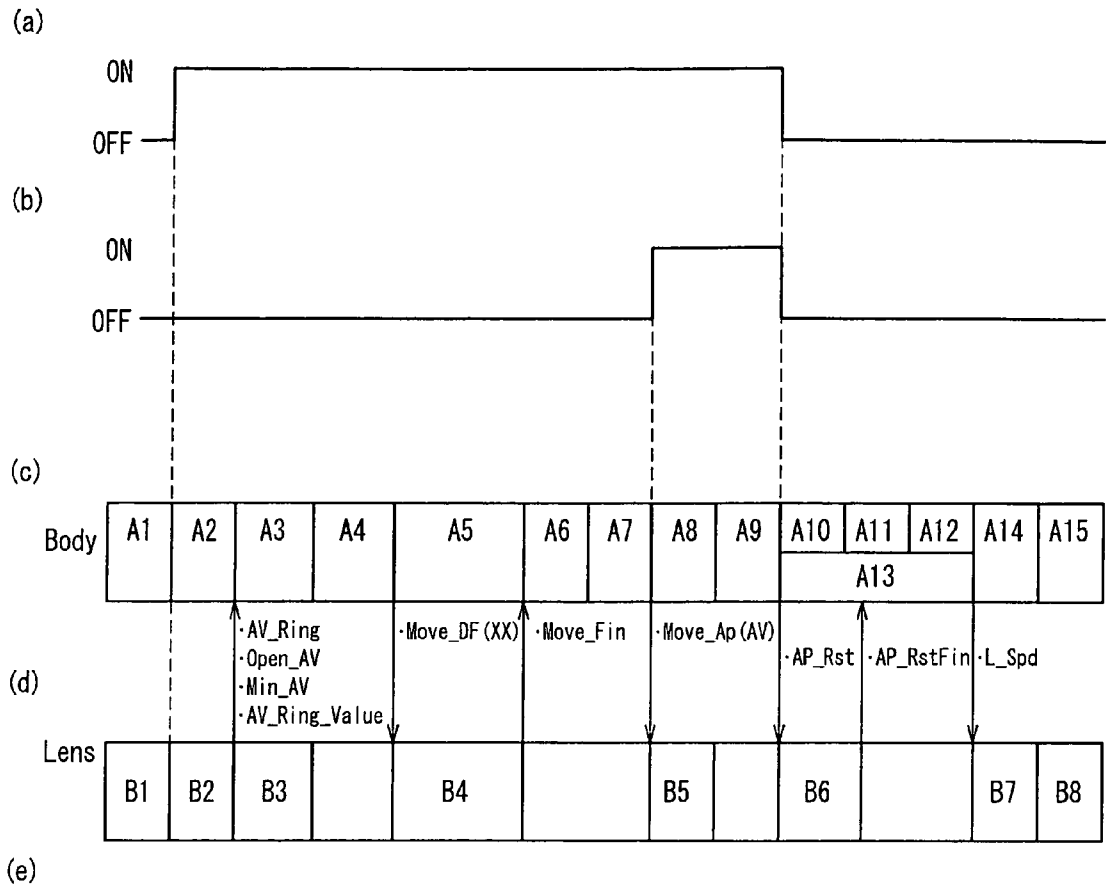 (a)
ON
OFF
(b)
ON
OFF
(c)
Body A1 A2 A3 A4 A5 A6 A7 A8 A9 A10 A11 A12 A14 A15
A13
·AV_Ring ·Move_DF(XX) ·Move_Fin ·Move_Ap(AV)
·Open_AV ·AP_Rst ·AP_RstFin ·L_Spd
(d) ·Min_AV
·AV_Ring_Value
Lens
B1 B2 B3 B4 B5 B6 B7 B8
(e)